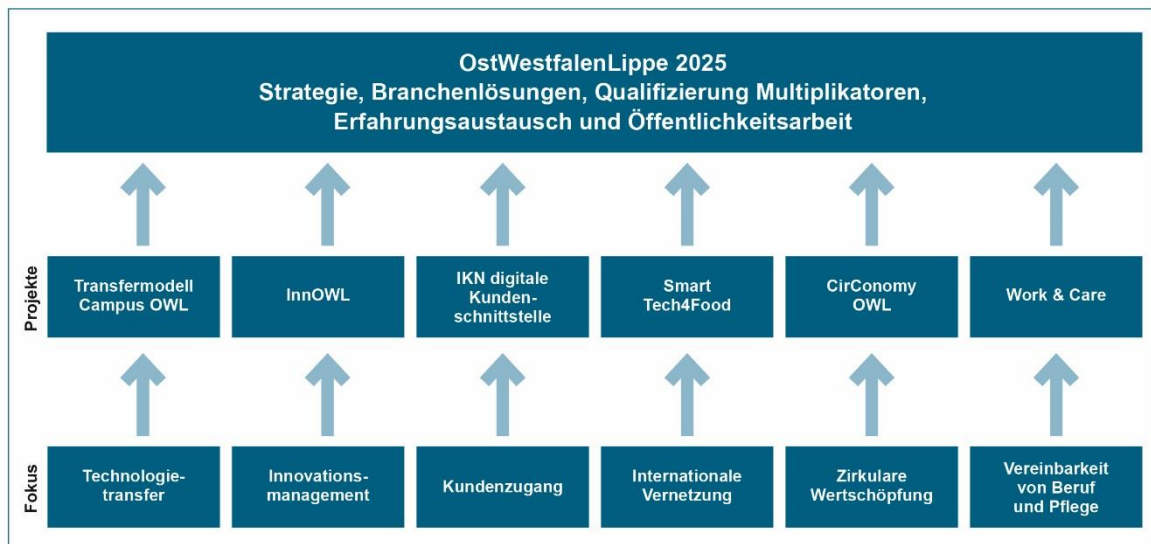 OstWestfalenLippe 2025
Strategie, Branchenlösungen, Qualifizierung Multiplikatoren,
Erfahrungsaustausch und Öffentlichkeitsarbeit
Projekte
Transfermodell
Campus OWL
InnOWL
IKN digitale
Kunden-
schnittstelle
Smart
Tech4Food
CirConomy
OWL
Work & Care
Fokus
Technologie-
transfer
Innovations-
management
Kundenzugang
Internationale
Vernetzung
Zirkulare
Wertschöpfung
Vereinbarkeit
von Beruf
und Pflege